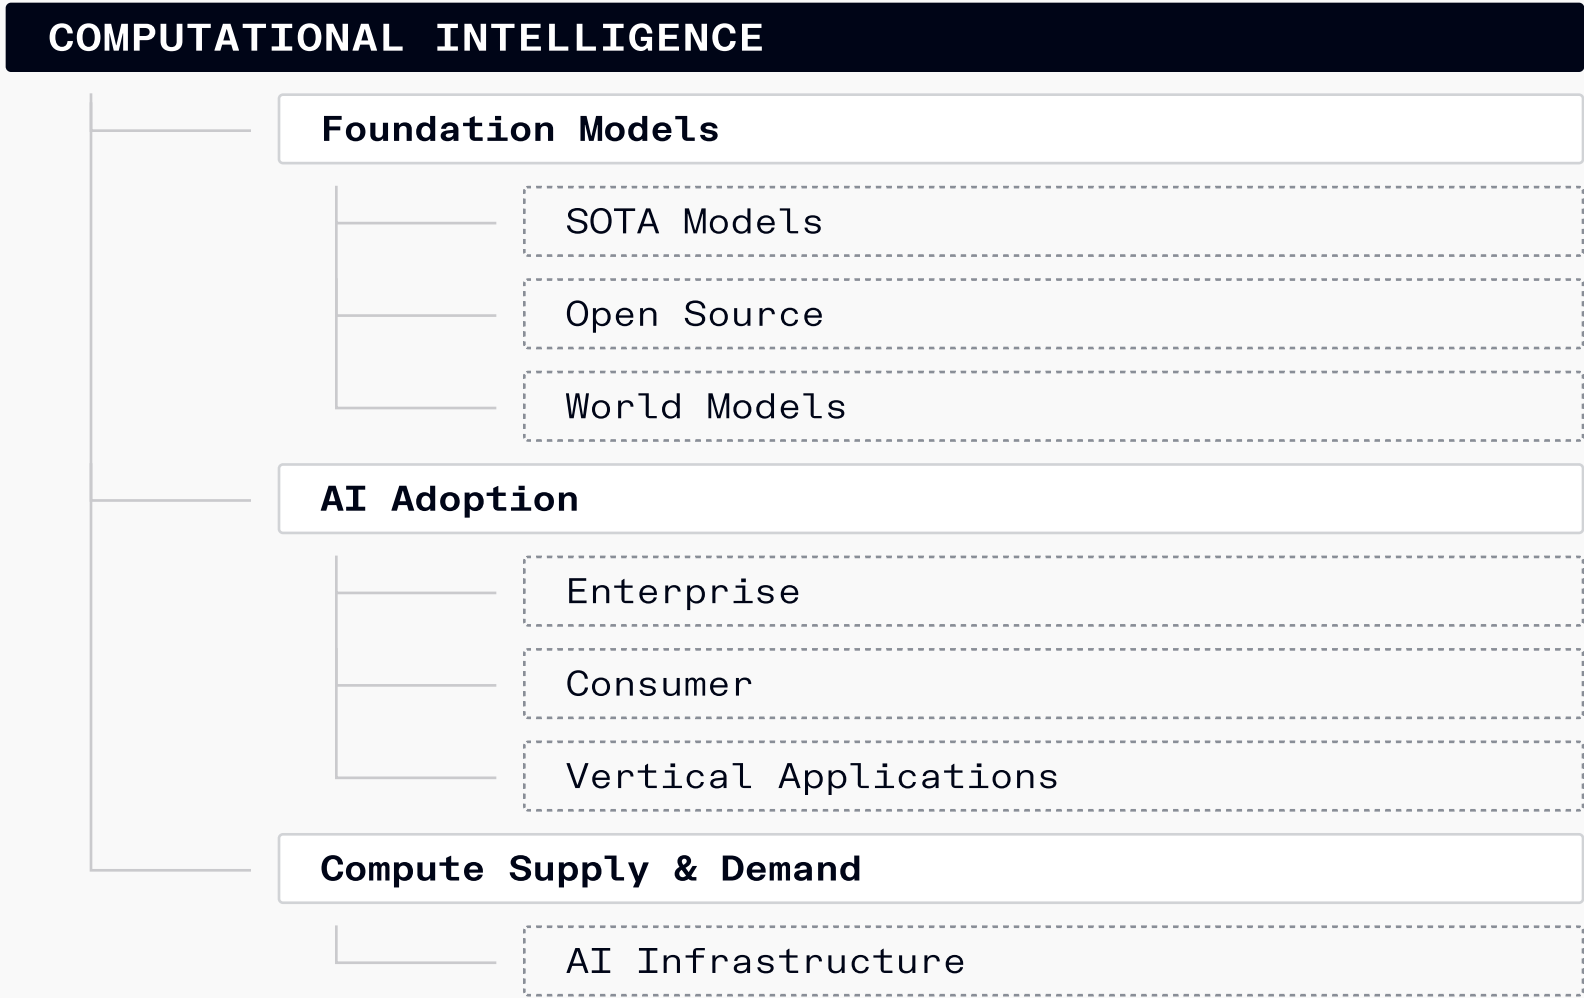 COMPUTATIONAL INTELLIGENCE
Foundation Models
SOTA Models
Open Source
World Models
AI Adoption
Enterprise
Consumer
Vertical Applications
Compute Supply & Demand
AI Infrastructure